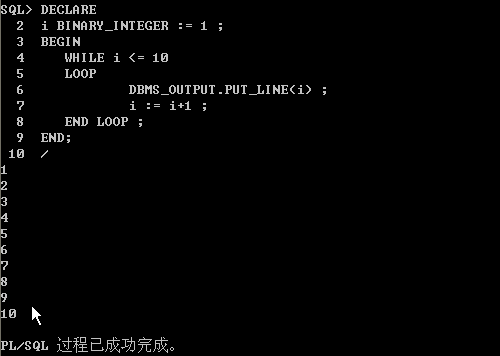 SQL> DECLARE
  2  i BINARY_INTEGER := 1 ;
  3  BEGIN
  4     WHILE i <= 10
  5     LOOP
  6             DBMS_OUTPUT.PUT_LINE(i) ;
  7             i := i+1 ;
  8     END LOOP ;
  9  END;
 10  /
1
2
3
4
5
6
7
8
9
10
PL/SQL 过程已成功完成。